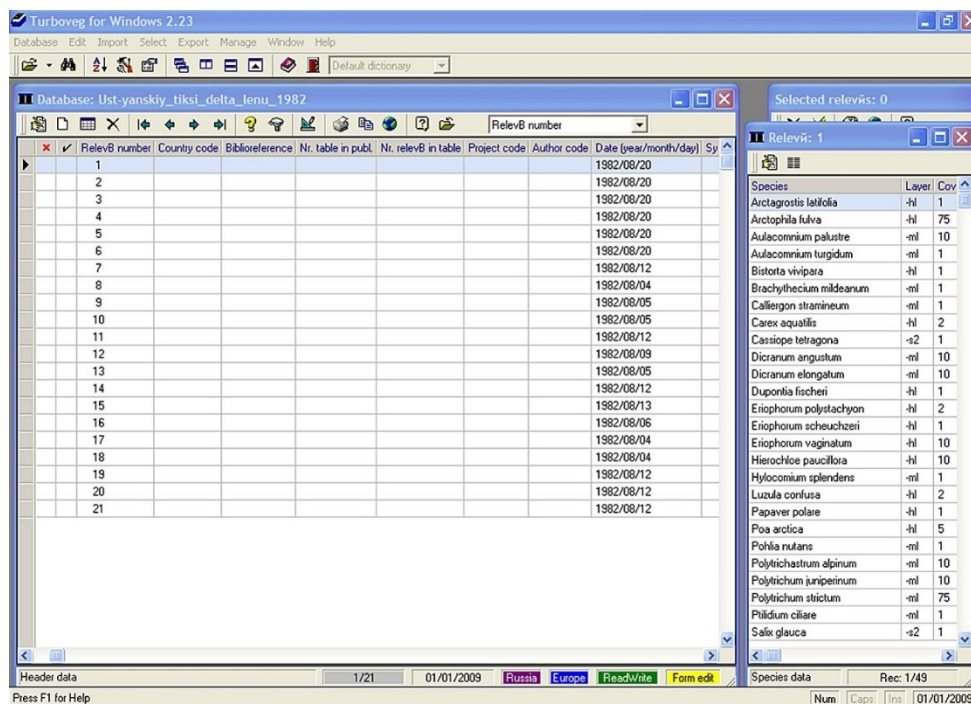 Turboveg for Windows 2.23
Database Edit Import Select Export Manage Window Help
Default dictionary
Database: Ust-yanskiy_tiksi_delta_lenu_1982
RelevВ number
RelevВ number Country code Biblioreference Nr. table in publ. Nr. relevВ in table Project code Author code Date (year/month/day) Sy
1 1982/08/20
2 1982/08/20
3 1982/08/20
4 1982/08/20
5 1982/08/20
6 1982/08/20
7 1982/08/12
8 1982/08/04
9 1982/08/05
10 1982/08/05
11 1982/08/12
12 1982/08/09
13 1982/08/05
14 1982/08/12
15 1982/08/13
16 1982/08/06
17 1982/08/04
18 1982/08/04
19 1982/08/12
20 1982/08/12
21 1982/08/12
Header data 1/21 01/01/2009 Russia Europe ReadWrite Form edit
Selected relevйs: 0
Relevй: 1
Species Layer Cov
Arctagrostis latifolia -hl 1
Arctophila fulva -hl 75
Aulacomnium palustre -ml 10
Aulacomnium turgidum -ml 1
Bistorta vivipara -hl 1
Brachythecium mildeanum -ml 1
Calliergon stramineum -ml 1
Carex aquatilis -hl 2
Cassiope tetragona -s2 1
Dicranum angustum -ml 10
Dicranum elongatum -ml 10
Dupontia fischeri -hl 1
Eriophorum polystachyon -hl 2
Eriophorum scheuchzeri -hl 1
Eriophorum vaginatum -hl 10
Hierochloe pauciflora -hl 10
Hylocomium splendens -ml 1
Luzula confusa -hl 2
Papaver polare -hl 1
Poa arctica -hl 5
Pohlia nutans -ml 1
Polytrichastrum alpinum -ml 10
Polytrichum juniperinum -ml 10
Polytrichum strictum -ml 75
Ptilidium ciliare -ml 1
Salix glauca -s2 1
Species data Rec: 1/49
Press F1 for Help
Num Caps Ins 01/01/2009